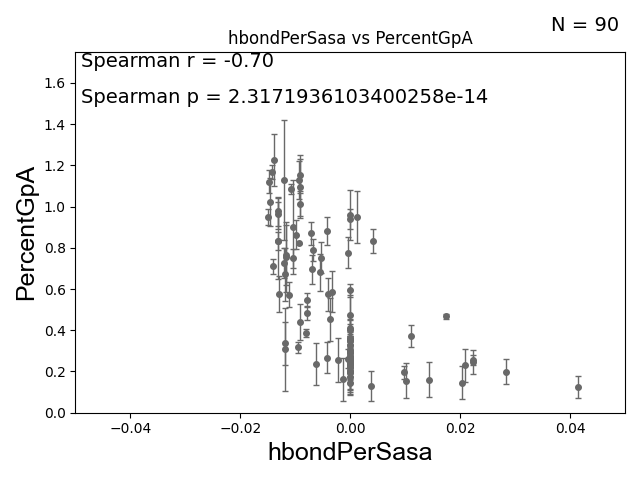 N = 90
hbondPerSasa vs PercentGpA
Spearman r = -0.70
Spearman p = 2.3171936103400258e-14
PercentGpA
1.6
1.4
1.2
1.0
0.8
0.6
0.4
0.2
0.0
−0.04 −0.02 0.00 0.02 0.04
hbondPerSasa